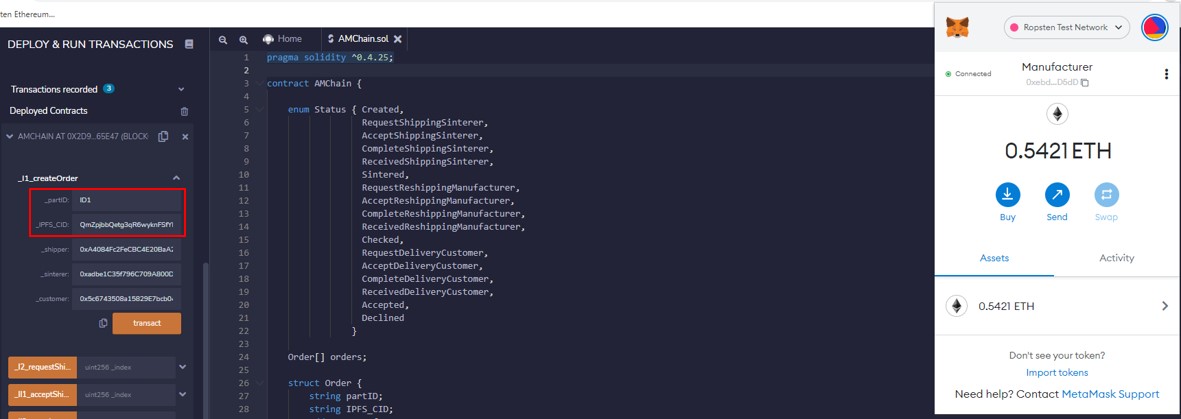 ten Ethereum...
DEPLOY & RUN TRANSACTIONS
Transactions recorded 3
Deployed Contracts
AMCHAIN AT 0X2D9...65E47 (BLOCK
_I1_createOrder
_partID: ID1
_IPFS_CID:
_shipper:
_sinterer:
_customer:
transact
_I2_requestShi... uint256 _index
_II1_acceptShi... uint256 _index
Home
AMChain.sol
1 pragma solidity ^0.4.25;
2
3 contract AMChain {
4
5 enum Status { Created,
6 RequestShippingSinterer,
7 AcceptShippingSinterer,
8 CompleteShippingSinterer,
9 ReceivedShippingSinterer,
10 Sintered,
11 RequestReshippingManufacturer,
12 AcceptReshippingManufacturer,
13 CompleteReshippingManufacturer,
14 ReceivedReshippingManufacturer,
15 Checked,
16 RequestDeliveryCustomer,
17 AcceptDeliveryCustomer,
18 CompleteDeliveryCustomer,
19 ReceivedDeliveryCustomer,
20 Accepted,
21 Declined
22 }
23
24 Order[] orders;
25
26 struct Order {
27 string partID;
28 string IPFS_CID;
Ropsten Test Network
Connected
Manufacturer
0xebd...D5dD
0.5421 ETH
Buy
Send
Swap
Assets
Activity
0.5421 ETH
Don't see your token?
Import tokens
Need help? Contact MetaMask Support